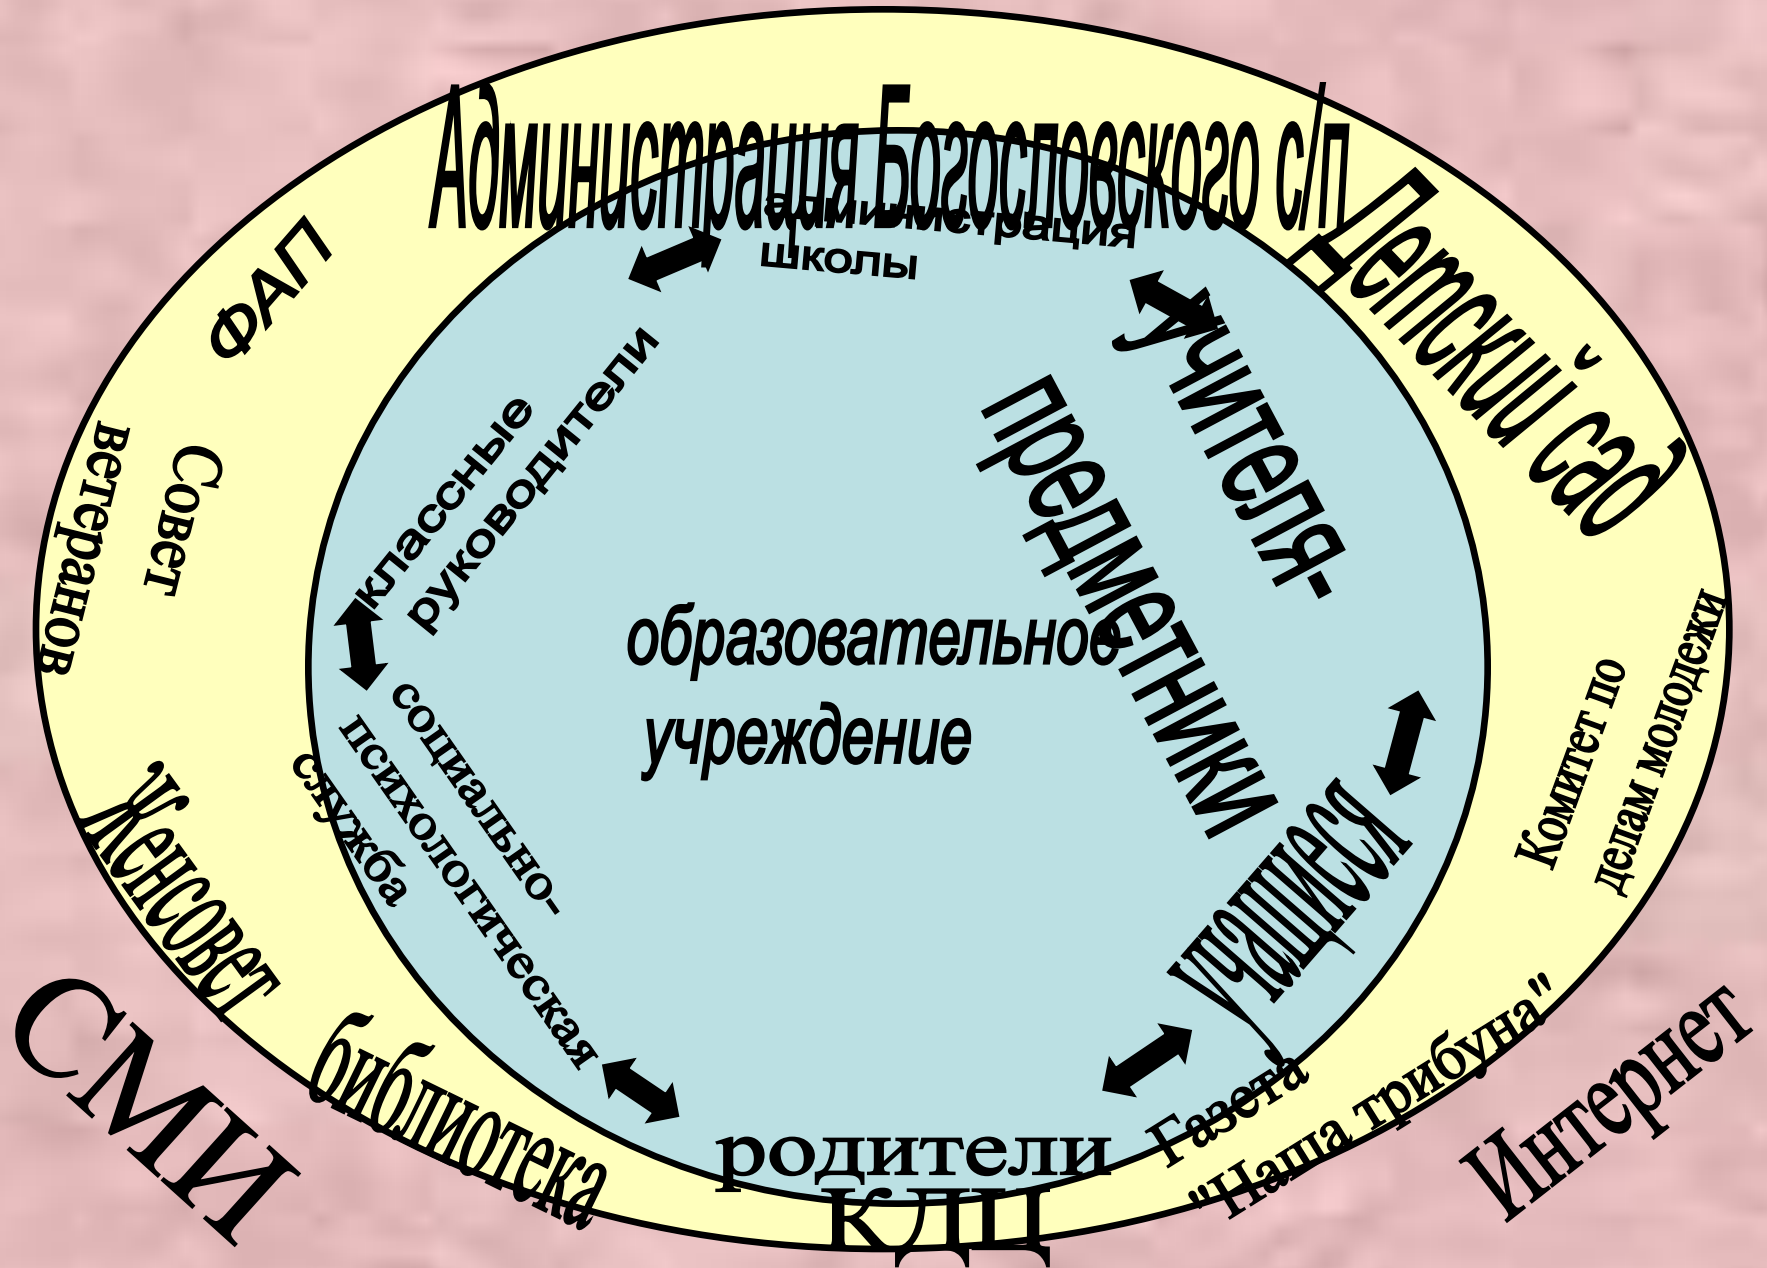 Администрация Богословского с/п
администрация
школы
ФАП
Детский сад
учителя-
предметники
классные
руководители
Совет
ветеранов
образовательное
учреждение
Комитет по
делам молодежи
социально-
психологическая
служба
учащиеся
Женсовет
СМИ
библиотека
родители
КДЦ
Газета
"Наша трибуна"
Интернет